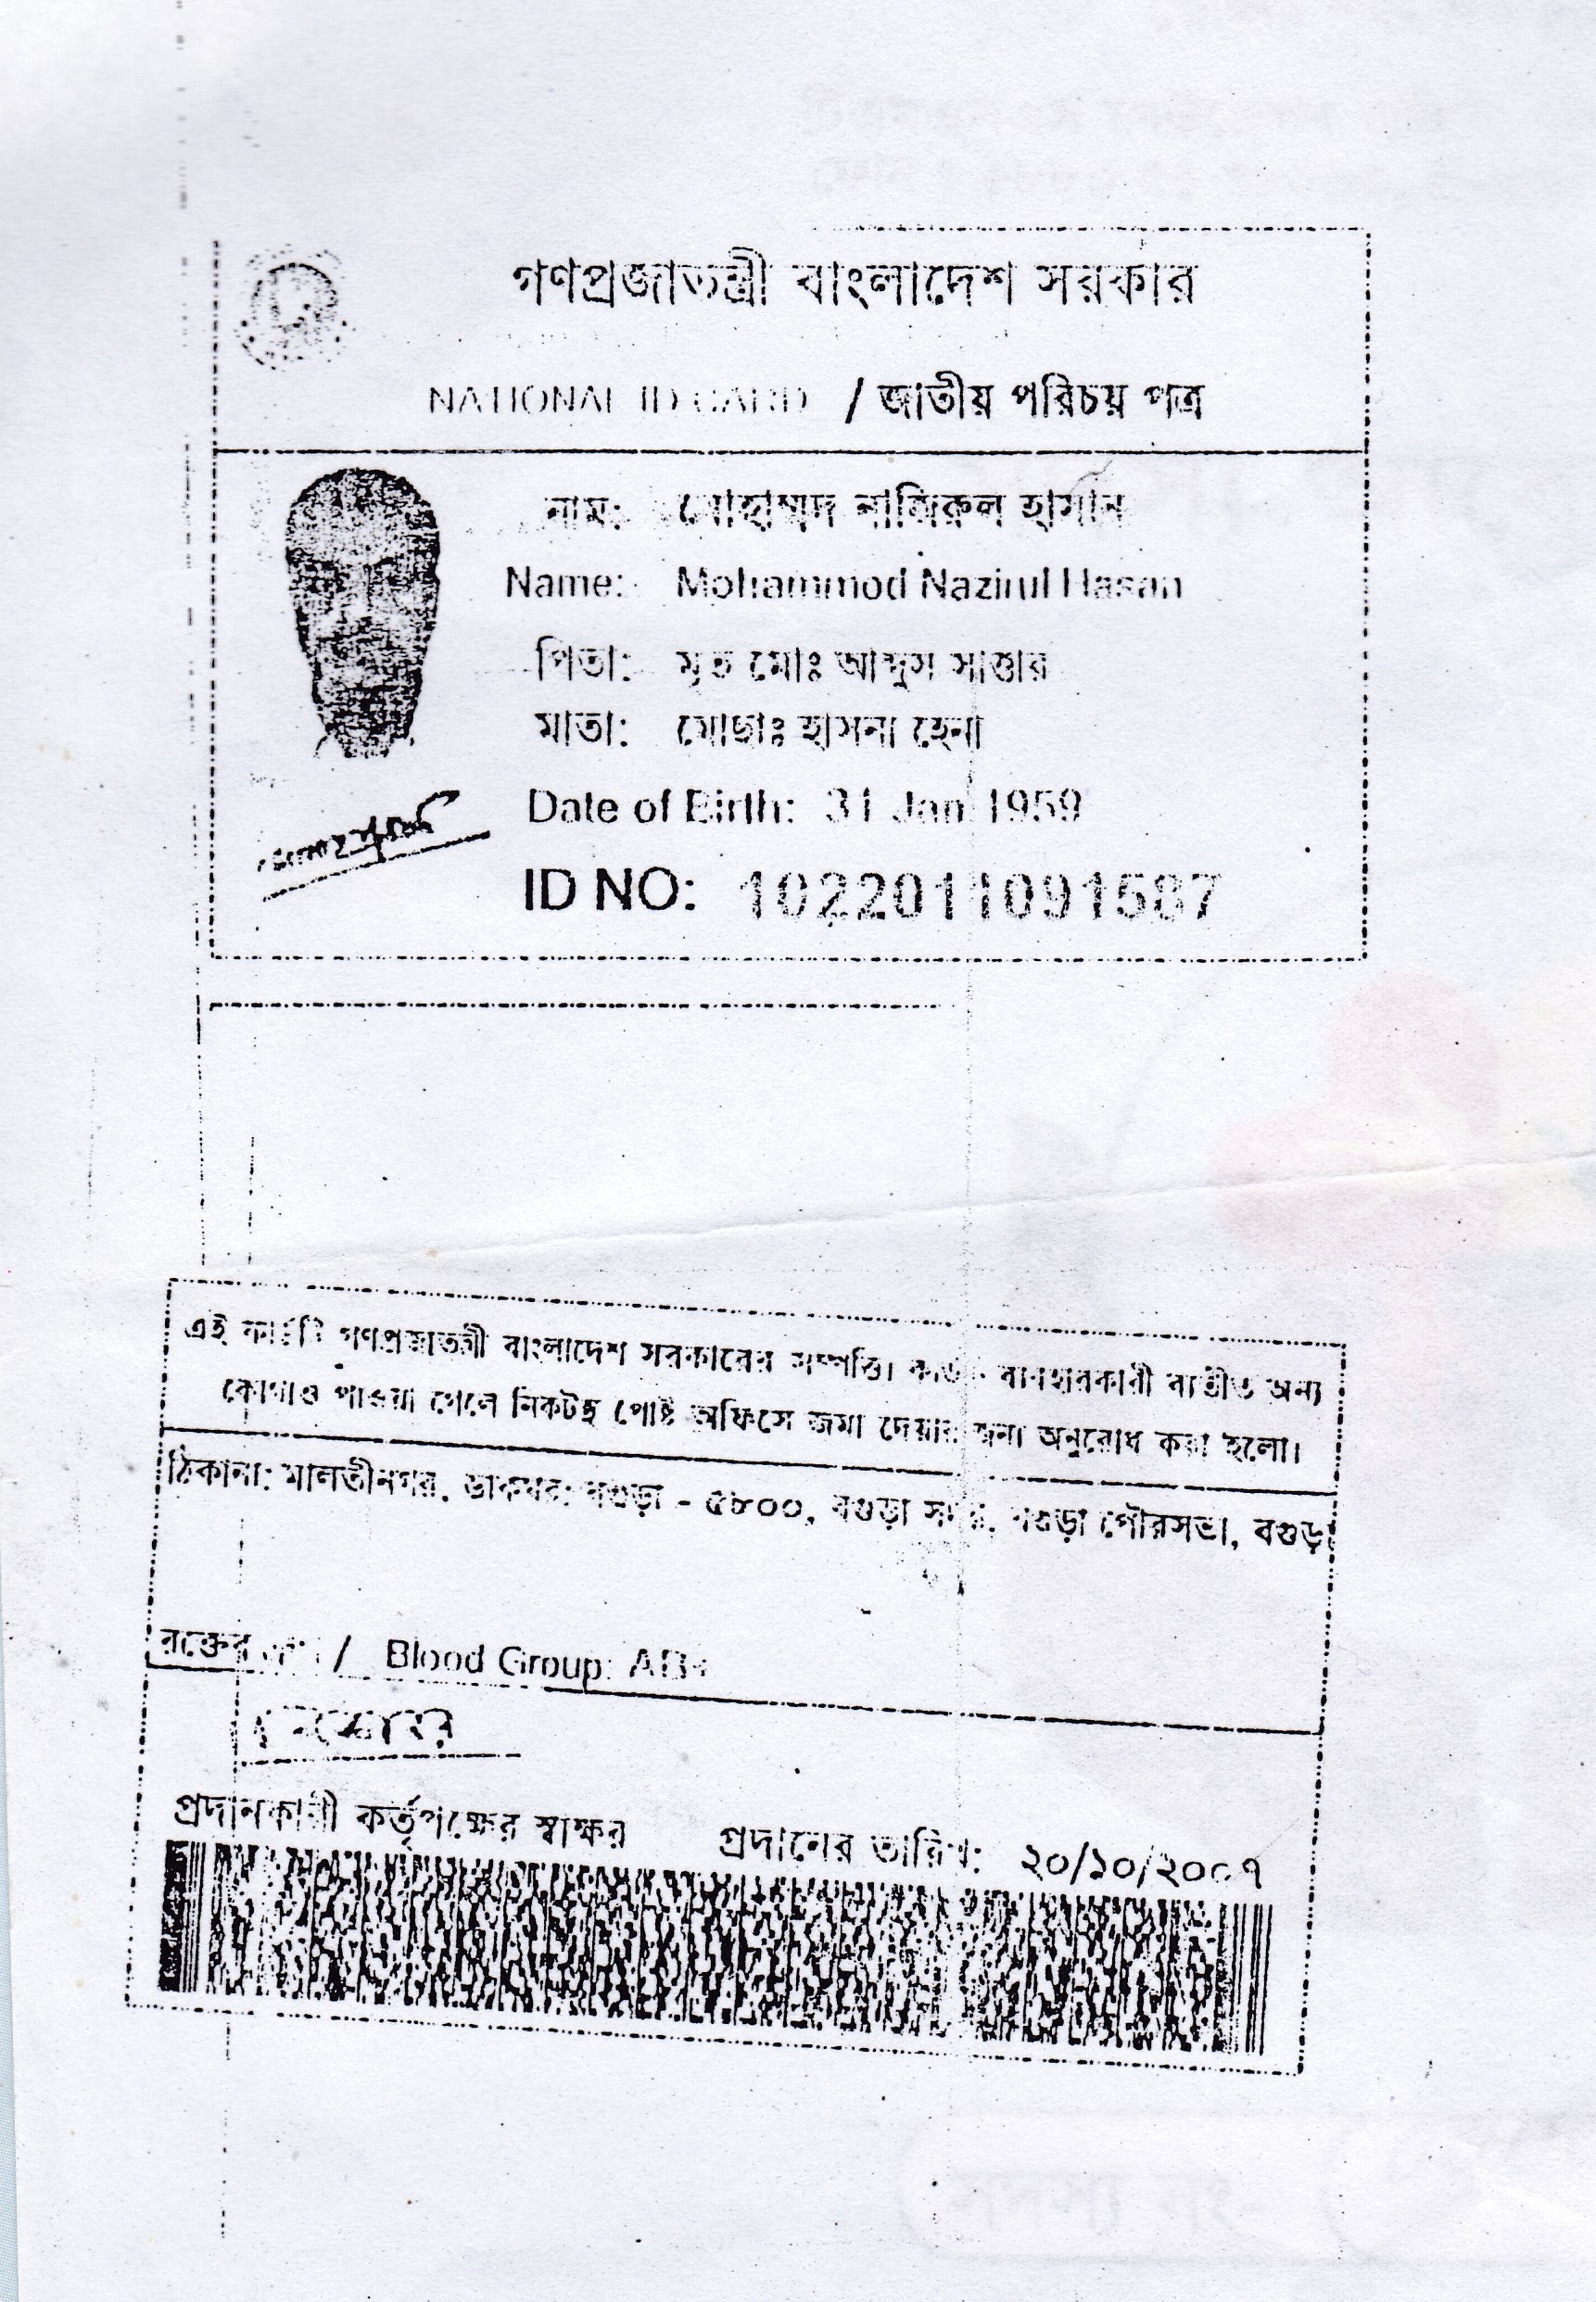 গণপ্রজাতন্ত্রী বাংলাদেশ সরকার
NATIONAL ID CARD / জাতীয় পরিচয় পত্র
নাম: মোহাম্মদ নাজিরুল হাসান
Name: Mohammod Nazirul Hasan
পিতা: মৃত মোঃ আব্দুস সাত্তার
মাতা: মোছাঃ হাসনা হেনা
Date of Birth: 31 Jan 1959
ID NO: 1022011091587
এই কার্ডটি গণপ্রজাতন্ত্রী বাংলাদেশ সরকারের সম্পত্তি। কার্ডটি ব্যবহারকারী ব্যতীত অন্য
কোথাও পাওয়া গেলে নিকটস্থ পোষ্ট অফিসে জমা দেয়ার জন্য অনুরোধ করা হলো।
ঠিকানা: মালতীনগর, ডাকঘর: বগুড়া - ৫৮০০, বগুড়া সদর, বগুড়া পৌরসভা, বগুড়া
রক্তের / Blood Group: AB+
প্রদানকারী কর্তৃপক্ষের স্বাক্ষর প্রদানের তারিখ: ২০/১০/২০০৭